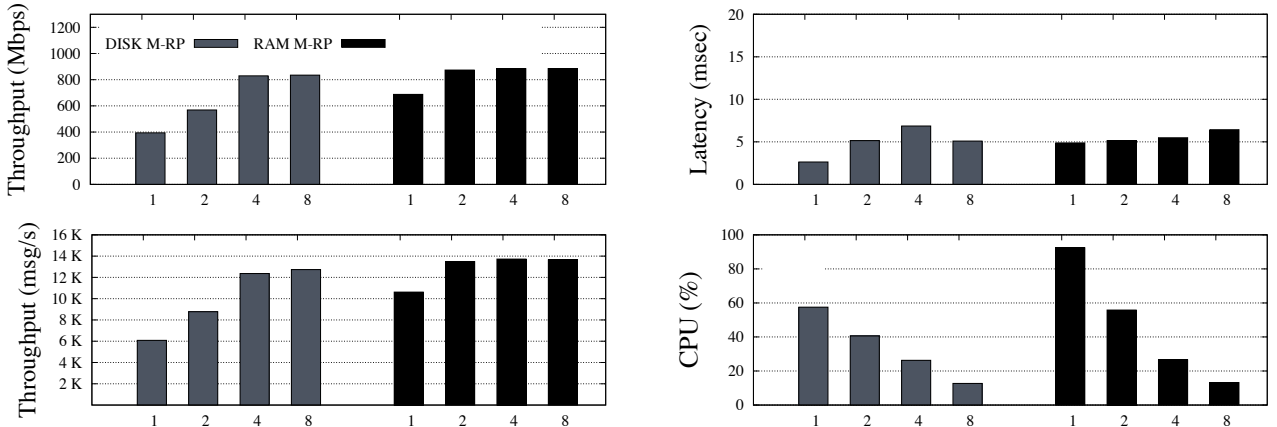 Throughput (Mbps)
1200
1000
800
600
400
200
0
DISK M-RP RAM M-RP
1 2 4 8 1 2 4 8
Latency (msec)
20
15
10
5
0
1 2 4 8 1 2 4 8
Throughput (msg/s)
16 K
14 K
12 K
10 K
8 K
6 K
4 K
2 K
1 2 4 8 1 2 4 8
CPU (%)
100
80
60
40
20
0
1 2 4 8 1 2 4 8